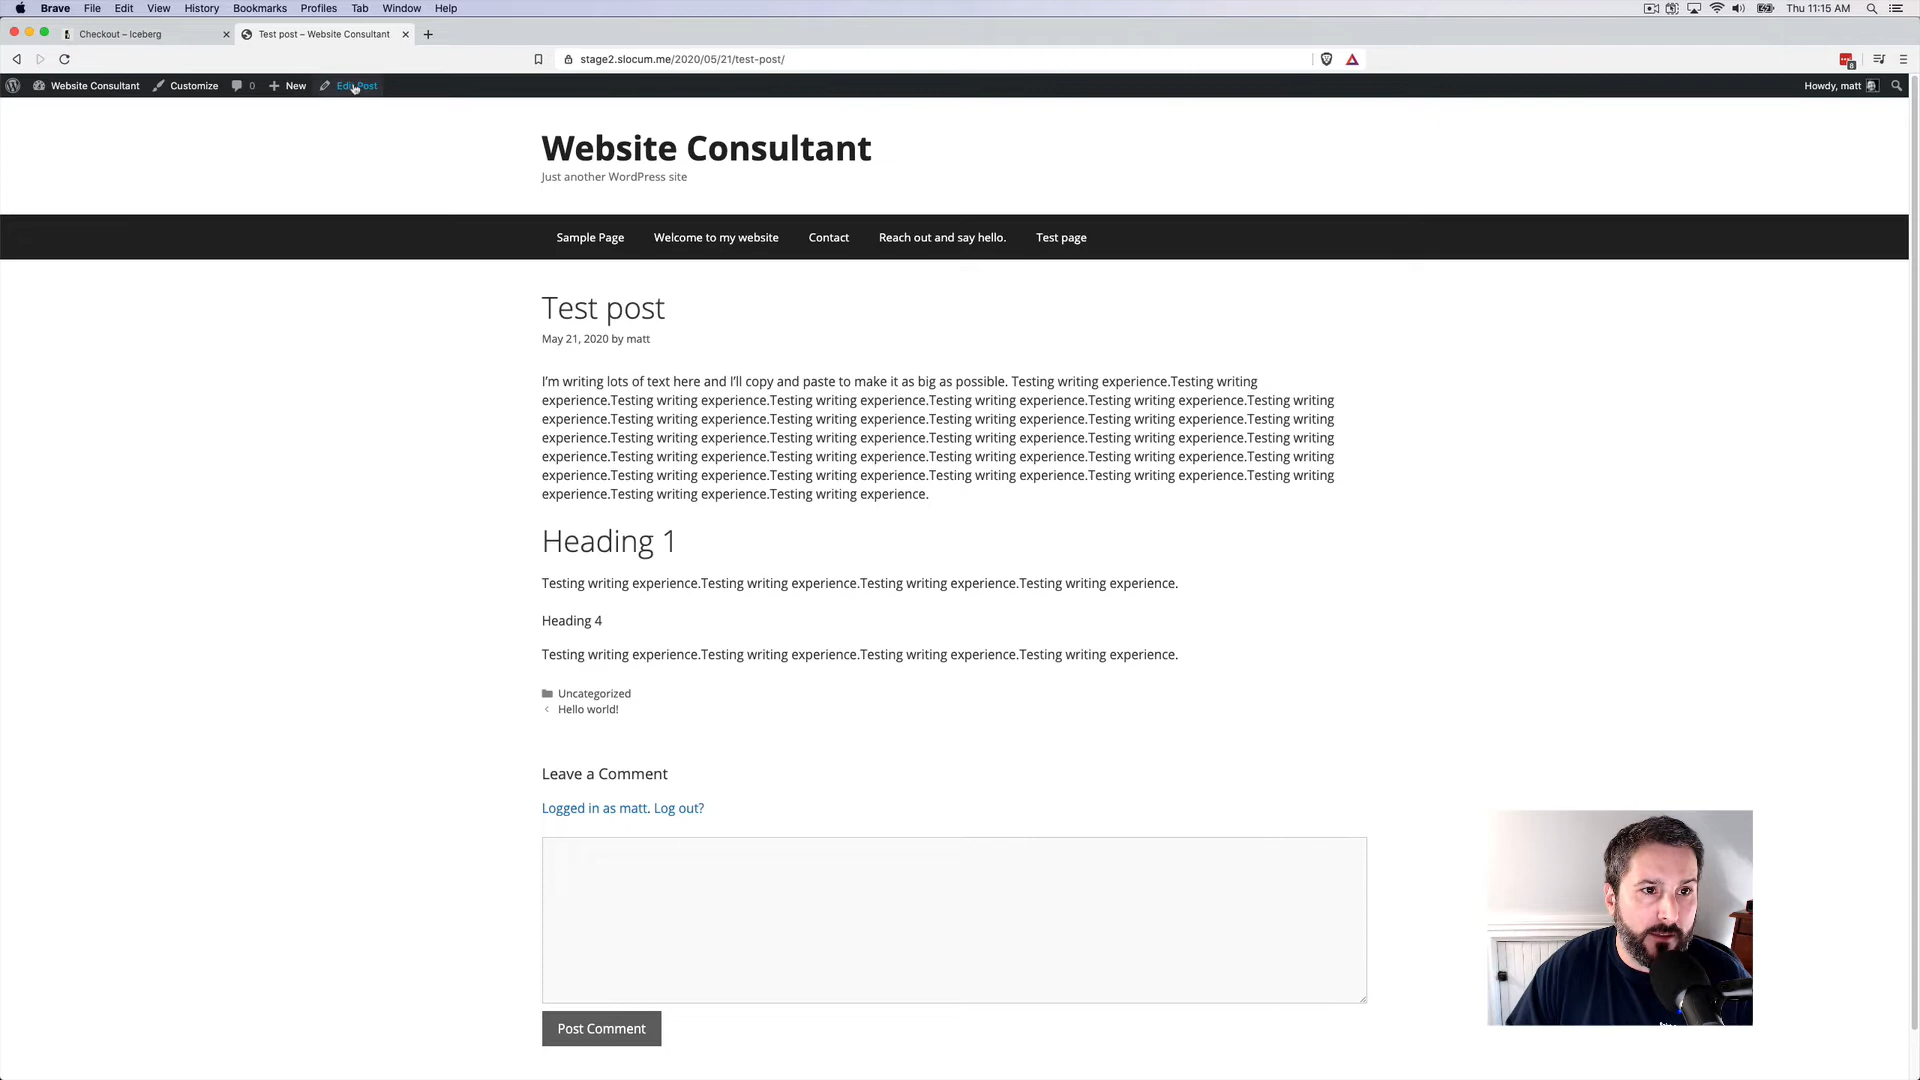 Brave File Edit View History Bookmarks Profiles Tab Window Help Thu 11:15 AM
Checkout – Iceberg Test post – Website Consultant
stage2.slocum.me/2020/05/21/test-post/ 8
Website Consultant Customize 0 New Edit Post Howdy, matt
Website Consultant
Just another WordPress site
Sample Page Welcome to my website Contact Reach out and say hello. Test page
Test post
May 21, 2020 by matt
I’m writing lots of text here and I’ll copy and paste to make it as big as possible. Testing writing experience.Testing writing
experience.Testing writing experience.Testing writing experience.Testing writing experience.Testing writing experience.Testing writing
experience.Testing writing experience.Testing writing experience.Testing writing experience.Testing writing experience.Testing writing
experience.Testing writing experience.Testing writing experience.Testing writing experience.Testing writing experience.Testing writing
experience.Testing writing experience.Testing writing experience.Testing writing experience.Testing writing experience.Testing writing
experience.Testing writing experience.Testing writing experience.Testing writing experience.Testing writing experience.Testing writing
experience.Testing writing experience.Testing writing experience.
Heading 1
Testing writing experience.Testing writing experience.Testing writing experience.Testing writing experience.
Heading 4
Testing writing experience.Testing writing experience.Testing writing experience.Testing writing experience.
Uncategorized
Hello world!
Leave a Comment
Logged in as matt. Log out?
Post Comment